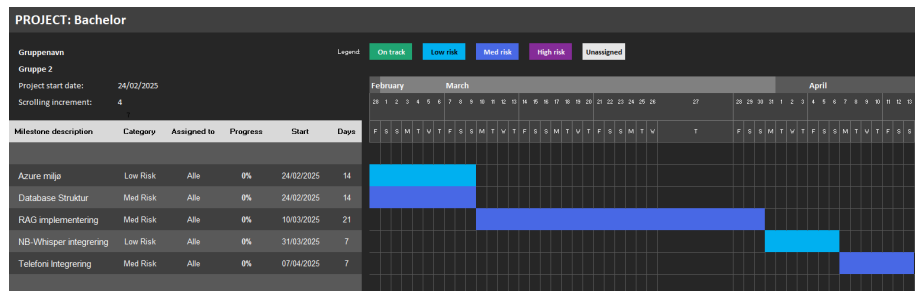 PROJECT: Bachelor
Gruppenavn
Legend:
On track
Low risk
Med risk
High risk
Unassigned
Gruppe 2
Project start date: 24/02/2025
February March April
Scrolling increment: 4
28 1 2 3 4 5 6 7 8 9 10 11 12 13 14 15 16 17 18 19 20 21 22 23 24 25 26 27 28 29 30 31 1 2 3 4 5 6 7 8 9 10 11 12 13
Milestone description Category Assigned to Progress Start Days
F S S M T W T F S S M T W T F S S M T W T F S S M T W T F S S M T W T F S S M T W T F S S
Azure miljø Low Risk Alle 0% 24/02/2025 14
Database Struktur Med Risk Alle 0% 24/02/2025 14
RAG implementering Med Risk Alle 0% 10/03/2025 21
NB-Whisper integrering Low Risk Alle 0% 31/03/2025 7
Telefoni Integrering Med Risk Alle 0% 07/04/2025 7